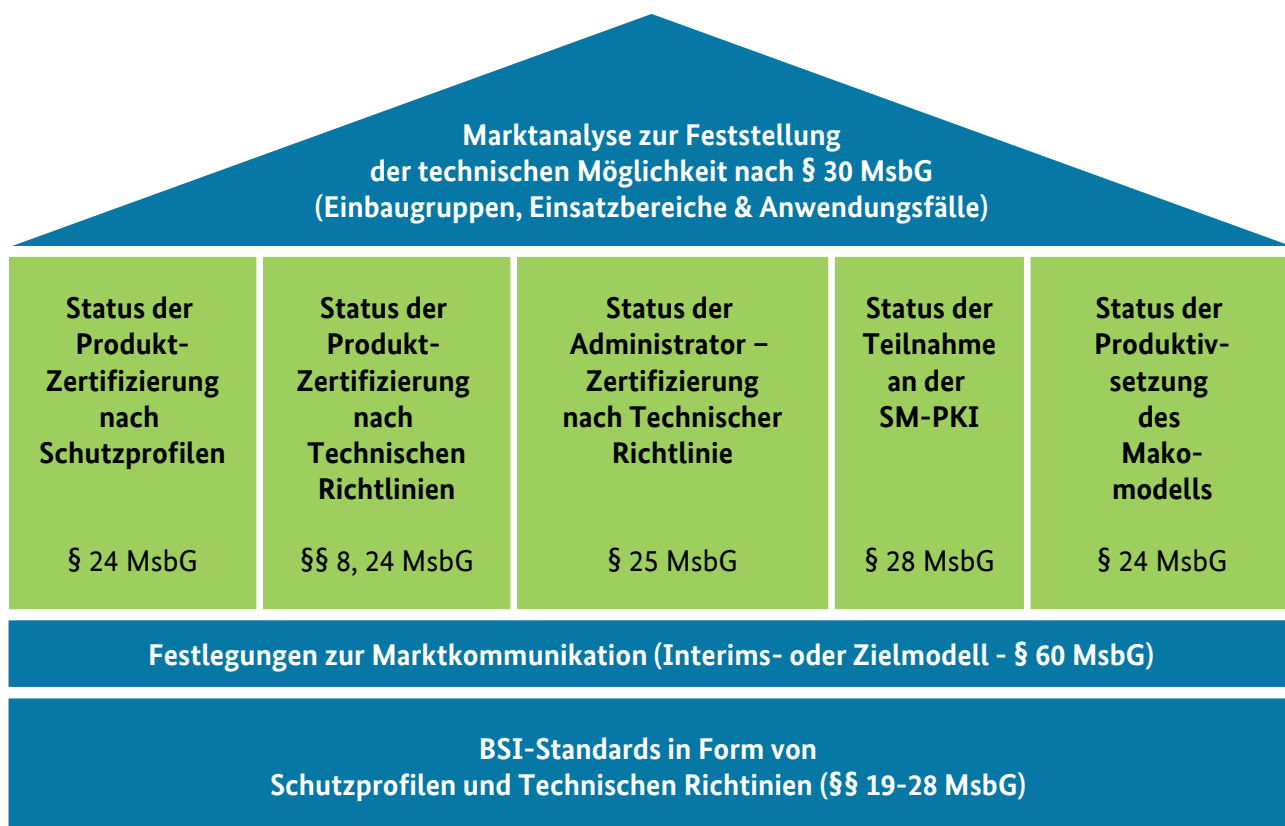 Marktanalyse zur Feststellung
der technischen Möglichkeit nach § 30 MsbG
(Einbaugruppen, Einsatzbereiche & Anwendungsfälle)
Status der
Produkt-
Zertifizierung
nach
Schutzprofilen
§ 24 MsbG
Status der
Produkt-
Zertifizierung
nach
Technischen
Richtlinien
§§ 8, 24 MsbG
Status der
Administrator –
Zertifizierung
nach Technischer
Richtlinie
§ 25 MsbG
Status der
Teilnahme
an der
SM-PKI
§ 28 MsbG
Status der
Produktiv-
setzung
des
Mako-
modells
§ 24 MsbG
Festlegungen zur Marktkommunikation (Interims- oder Zielmodell - § 60 MsbG)
BSI-Standards in Form von
Schutzprofilen und Technischen Richtinien (§§ 19-28 MsbG)